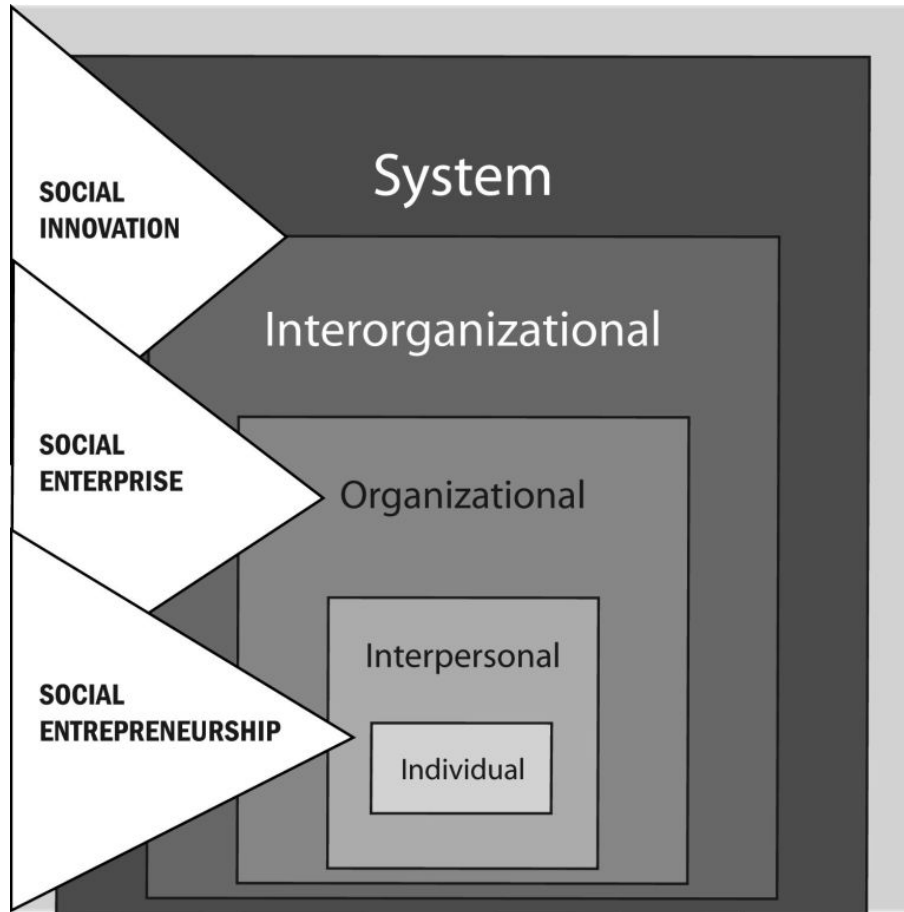 System
SOCIAL
INNOVATION
Interorganizational
SOCIAL
ENTERPRISE
Organizational
Interpersonal
SOCIAL
ENTREPRENEURSHIP
Individual